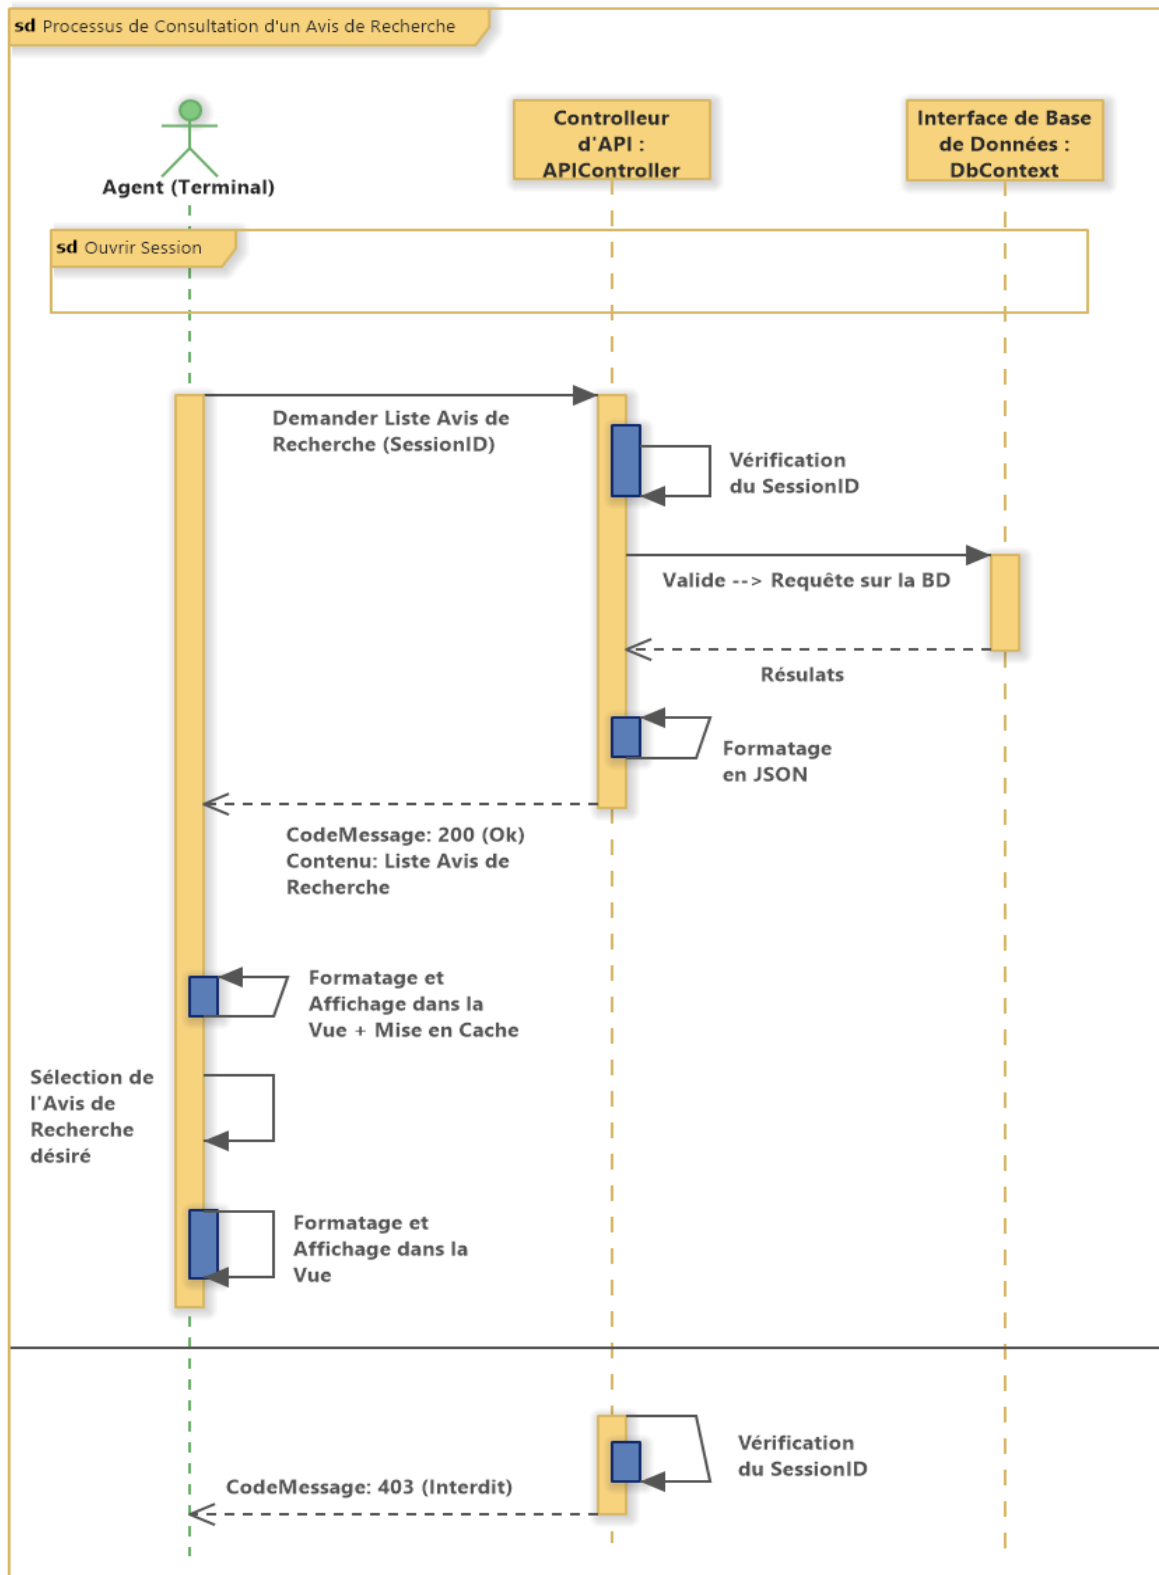 sd Processus de Consultation d'un Avis de Recherche
Agent (Terminal)
Controlleur
d'API :
APIController
Interface de Base
de Données :
DbContext
sd Ouvrir Session
Demander Liste Avis de
Recherche (SessionID)
Vérification
du SessionID
Valide --> Requête sur la BD
Résulats
Formatage
en JSON
CodeMessage: 200 (Ok)
Contenu: Liste Avis de
Recherche
Formatage et
Affichage dans la
Vue + Mise en Cache
Sélection de
l'Avis de
Recherche
désiré
Formatage et
Affichage dans la
Vue
Vérification
du SessionID
CodeMessage: 403 (Interdit)